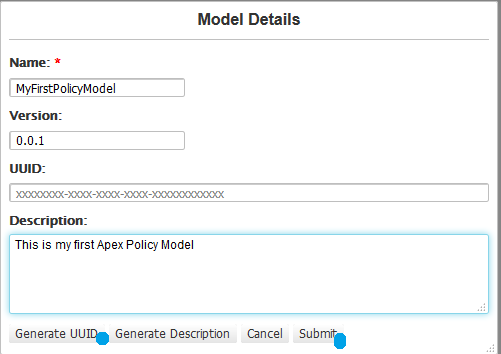 Model Details
Name: *
MyFirstPolicyModel
Version:
0.0.1
UUID:
xxxxxxxx-xxxx-xxxx-xxxx-xxxxxxxxxxxx
Description:
This is my first Apex Policy Model
Generate UUID Generate Description Cancel Submit